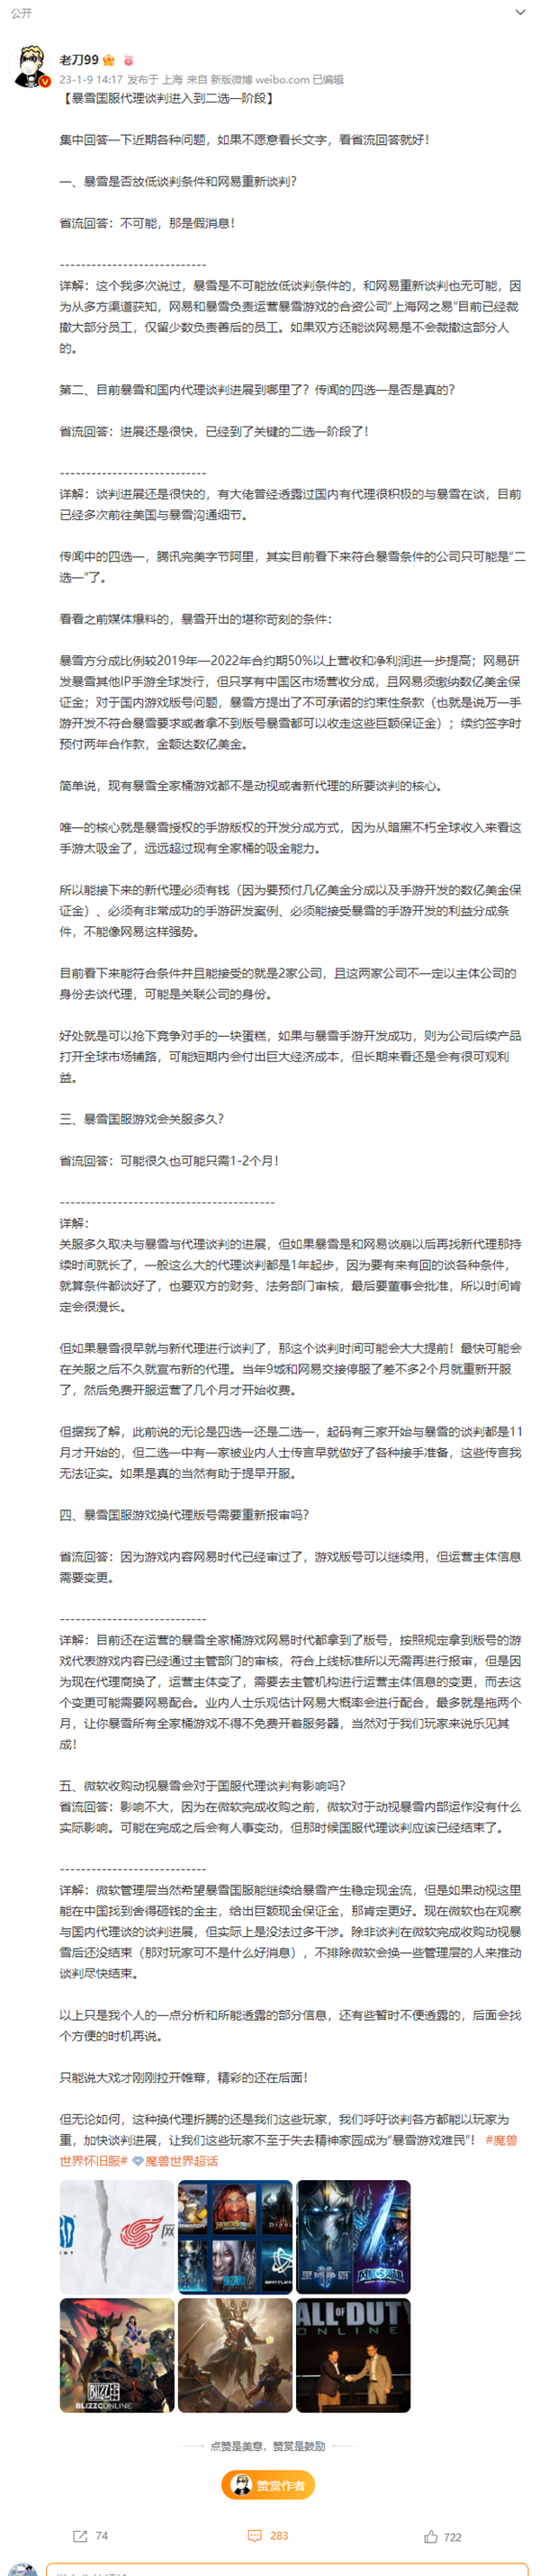 公开
老刀99
23-1-9 14:17 发布于 上海 来自 新版微博 weibo.com 已编辑
【暴雪国服代理谈判进入到二选一阶段】
集中回答一下近期各种问题，如果不愿意看长文字，看省流回答就好！
一、暴雪是否放低谈判条件和网易重新谈判？
省流回答：不可能，那是假消息！
----------------------------
详解：这个我多次说过，暴雪是不可能放低谈判条件的，和网易重新谈判也无可能，因
为从多方渠道获知，网易和暴雪负责运营暴雪游戏的合资公司“上海网之易”目前已经裁
撤大部分员工，仅留少数负责善后的员工。如果双方还能谈网易是不会裁撤这部分人
的。
第二、目前暴雪和国内代理谈判进展到哪里了？传闻的四选一是否是真的？
省流回答：进展还是很快，已经到了关键的二选一阶段了！
----------------------------
详解：谈判进展还是很快的，有大佬曾经透露过国内有代理很积极的与暴雪在谈，目前
已经多次前往美国与暴雪沟通细节。
传闻中的四选一，腾讯完美字节阿里，其实目前看下来符合暴雪条件的公司只可能是“二
选一”了。
看看之前媒体爆料的，暴雪开出的堪称苛刻的条件：
暴雪方分成比例较2019年—2022年合约期50%以上营收和净利润进一步提高；网易研
发暴雪其他IP手游全球发行，但只享有中国区市场营收分成，且网易须缴纳数亿美金保
证金；对于国内游戏版号问题，暴雪方提出了不可承诺的约束性条款（也就是说万一手
游开发不符合暴雪要求或者拿不到版号暴雪都可以收走这些巨额保证金）；续约签字时
预付两年合作款，金额达数亿美金。
简单说，现有暴雪全家桶游戏都不是动视或者新代理的所要谈判的核心。
唯一的核心就是暴雪授权的手游版权的开发分成方式，因为从暗黑不朽全球收入来看这
手游太吸金了，远远超过现有全家桶的吸金能力。
所以能接下来的新代理必须有钱（因为要预付几亿美金分成以及手游开发的数亿美金保
证金）、必须有非常成功的手游研发案例、必须能接受暴雪的手游开发的利益分成条
件，不能像网易这样强势。
目前看下来能符合条件并且能接受的就是2家公司，且这两家公司不一定以主体公司的
身份去谈代理，可能是关联公司的身份。
好处就是可以抢下竞争对手的一块蛋糕，如果与暴雪手游开发成功，则为公司后续产品
打开全球市场铺路，可能短期内会付出巨大经济成本，但长期来看还是会有很可观利
益。
三、暴雪国服游戏会关服多久？
省流回答：可能很久也可能只需1-2个月！
-----------------------------------------
详解：
关服多久取决与暴雪与代理谈判的进展，但如果暴雪是和网易谈崩以后再找新代理那持
续时间就长了，一般这么大的代理谈判都是1年起步，因为要有来有回的谈各种条件，
就算条件都谈好了，也要双方的财务、法务部门审核，最后要董事会批准，所以时间肯
定会很漫长。
但如果暴雪很早就与新代理进行谈判了，那这个谈判时间可能会大大提前！最快可能会
在关服之后不久就宣布新的代理。当年9城和网易交接停服了差不多2个月就重新开服
了，然后免费开服运营了几个月才开始收费。
但据我了解，此前说的无论是四选一还是二选一，起码有三家开始与暴雪的谈判都是11
月才开始的，但二选一中有一家被业内人士传言早就做好了各种接手准备，这些传言我
无法证实。如果是真的当然有助于提早开服。
四、暴雪国服游戏换代理版号需要重新报审吗？
省流回答：因为游戏内容网易时代已经审过了，游戏版号可以继续用，但运营主体信息
需要变更。
----------------------------
详解：目前还在运营的暴雪全家桶游戏网易时代都拿到了版号，按照规定拿到版号的游
戏代表游戏内容已经通过主管部门的审核，符合上线标准所以无需再进行报审，但是因
为现在代理商换了，运营主体变了，需要去主管机构进行运营主体信息的变更，而去这
个变更可能需要网易配合。业内人士乐观估计网易大概率会进行配合，最多就是拖两个
月，让你暴雪所有全家桶游戏不得不免费开着服务器，当然对于我们玩家来说乐见其
成！
五、微软收购动视暴雪会对于国服代理谈判有影响吗？
省流回答：影响不大，因为在微软完成收购之前，微软对于动视暴雪内部运作没有什么
实际影响。可能在完成之后会有人事变动，但那时候国服代理谈判应该已经结束了。
----------------------------
详解：微软管理层当然希望暴雪国服能继续给暴雪产生稳定现金流，但是如果动视这里
能在中国找到舍得砸钱的金主，给出巨额现金保证金，那肯定更好。现在微软也在观察
与国内代理谈的谈判进展，但实际上是没法过多干涉。除非谈判在微软完成收购动视暴
雪后还没结束（那对玩家可不是什么好消息），不排除微软会换一些管理层的人来推动
谈判尽快结束。
以上只是我个人的一点分析和所能透露的部分信息，还有些暂时不便透露的，后面会找
个方便的时机再说。
只能说大戏才刚刚拉开帷幕，精彩的还在后面！
但无论如何，这种换代理折腾的还是我们这些玩家，我们呼吁谈判各方都能以玩家为
重，加快谈判进展，让我们这些玩家不至于失去精神家园成为“暴雪游戏难民”！ #魔兽
世界怀旧服# 魔兽世界超话
网
BLIZZARD
BLIZZCONLINE
ALL OF DUTY
ONLINE
点赞是美意，赞赏是鼓励
赞赏作者
74
283
722